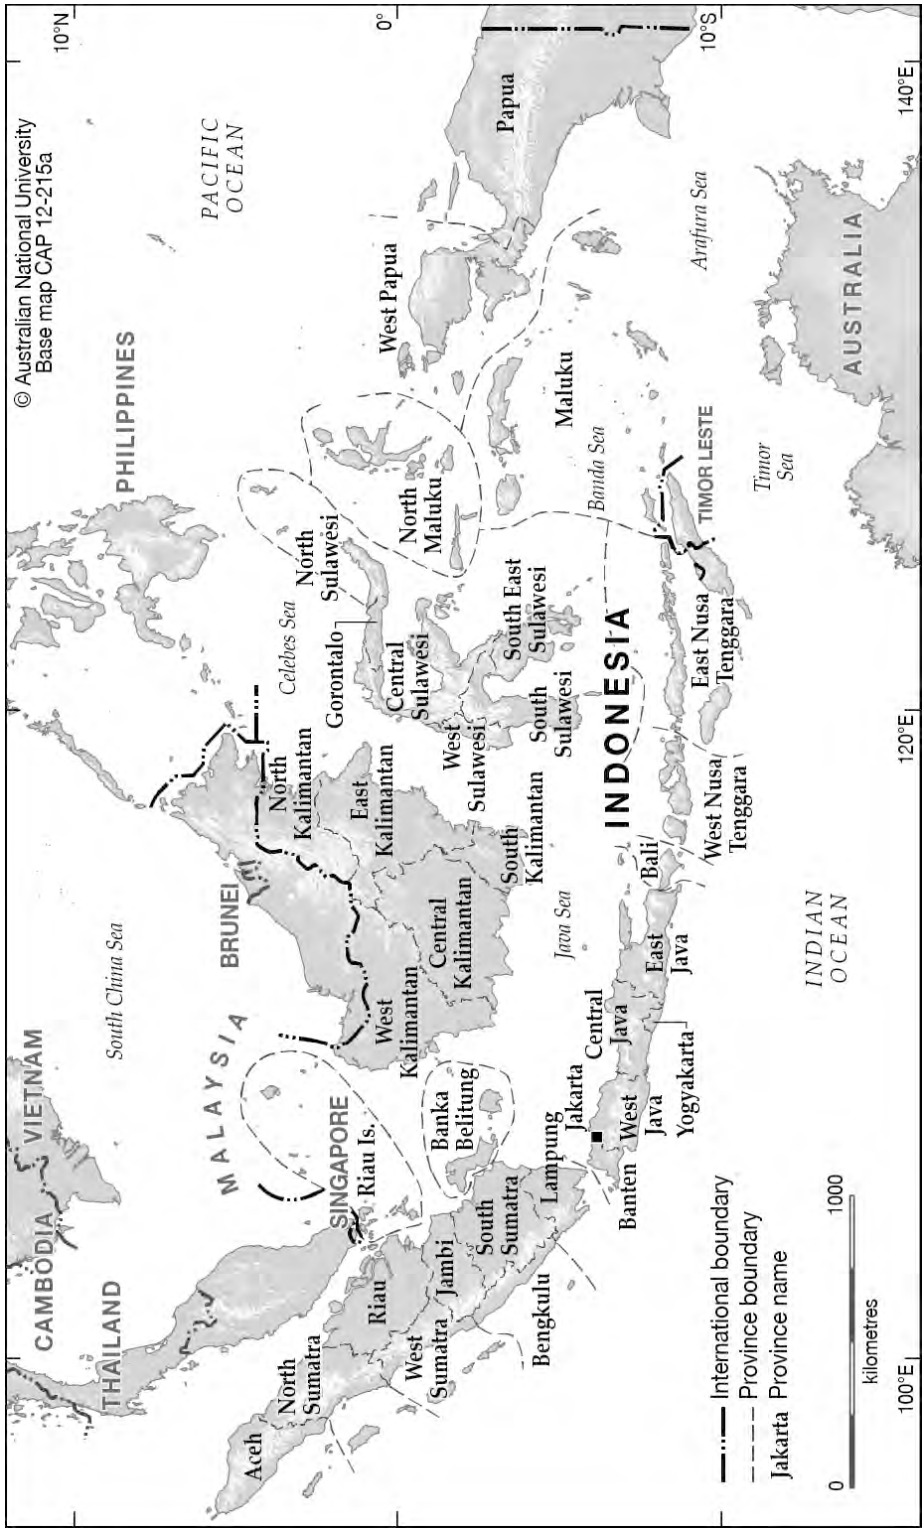 © Australian National University
Base map CAP 12-215a
10°N
0°
10°S
100°E
120°E
140°E
PACIFIC
OCEAN
PHILIPPINES
VIETNAM
CAMBODIA
THAILAND
South China Sea
MALAYSIA
BRUNEI
SINGAPORE
Celebes Sea
Aceh
North
Sumatra
Riau
Riau Is.
West
Sumatra
Jambi
South
Sumatra
Bengkulu
Lampung
Banka
Belitung
Banten
Jakarta
West
Java
Central
Java
Yogyakarta
East
Java
Bali
West Nusa
Tenggara
East Nusa
Tenggara
West
Kalimantan
Central
Kalimantan
South
Kalimantan
East
Kalimantan
North
Kalimantan
Gorontalo
North
Sulawesi
Central
Sulawesi
West
Sulawesi
South
Sulawesi
South East
Sulawesi
North
Maluku
Maluku
West Papua
Papua
INDONESIA
Java Sea
Banda Sea
Arafura Sea
Timor
Sea
TIMOR LESTE
AUSTRALIA
INDIAN
OCEAN
International boundary
Province boundary
Jakarta Province name
0 1000
kilometres